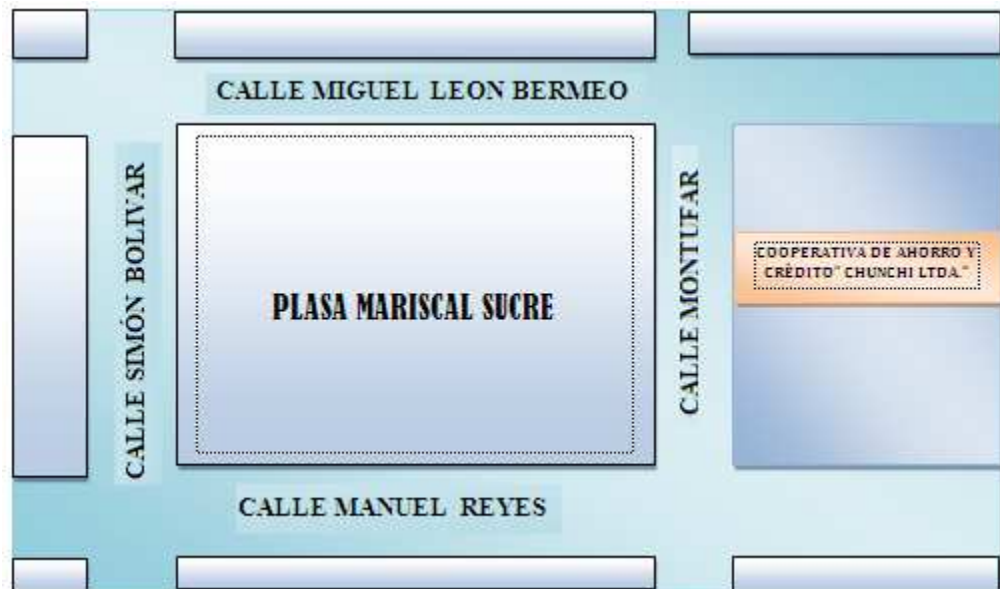 CALLE MIGUEL LEON BERMEO
CALLE SIMÓN BOLIVAR
PLASA MARISCAL SUCRE
CALLE MONTUFAR
COOPERATIVA DE AHORRO Y
CRÉDITO" CHUNCHI LTDA."
CALLE MANUEL REYES